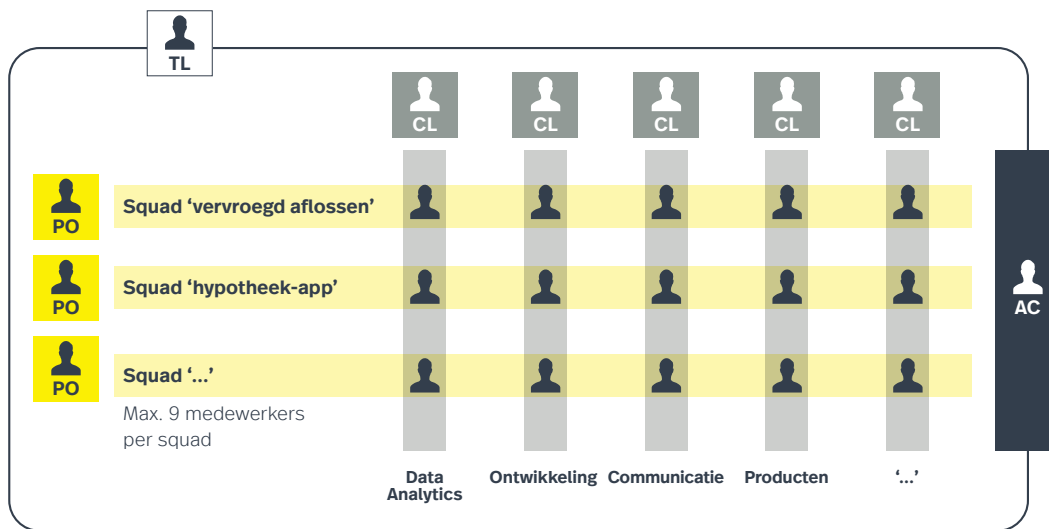 TL
CL CL CL CL CL
PO Squad ‘vervroegd aflossen’
PO Squad ‘hypotheek-app’
AC
PO Squad ‘...’
Max. 9 medewerkers
per squad
Data Analytics
Ontwikkeling
Communicatie
Producten
‘...’